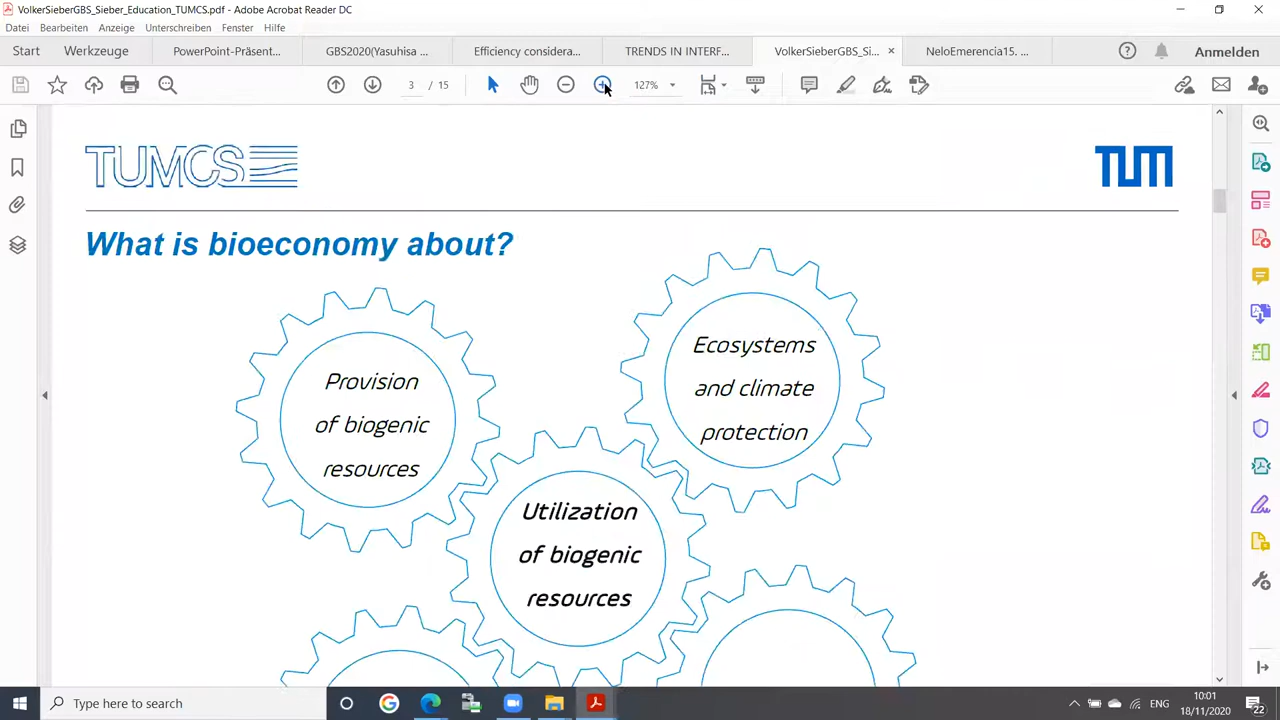 VolkerSieberGBS_Sieber_Education_TUMCS.pdf - Adobe Acrobat Reader DC
Datei Bearbeiten Anzeige Unterschreiben Fenster Hilfe
Start Werkzeuge PowerPoint-Präsent... GBS2020(Yasuhisa ... Efficiency considera... TRENDS IN INTERF... VolkerSieberGBS_Si... × NeloEmerencia15. ... Anmelden
3 / 15 127%
TUMCS TUM
What is bioeconomy about?
Ecosystems
and climate
protection
Provision
of biogenic
resources
Utilization
of biogenic
resources
Type here to search
ENG
10:01
18/11/2020
22